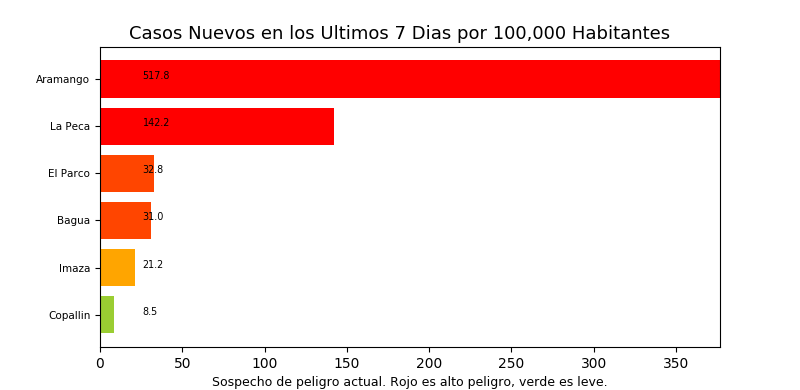 Casos Nuevos en los Ultimos 7 Dias por 100,000 Habitantes
Aramango 517.8
La Peca 142.2
El Parco 32.8
Bagua 31.0
Imaza 21.2
Copallin 8.5
0 50 100 150 200 250 300 350
Sospecho de peligro actual. Rojo es alto peligro, verde es leve.